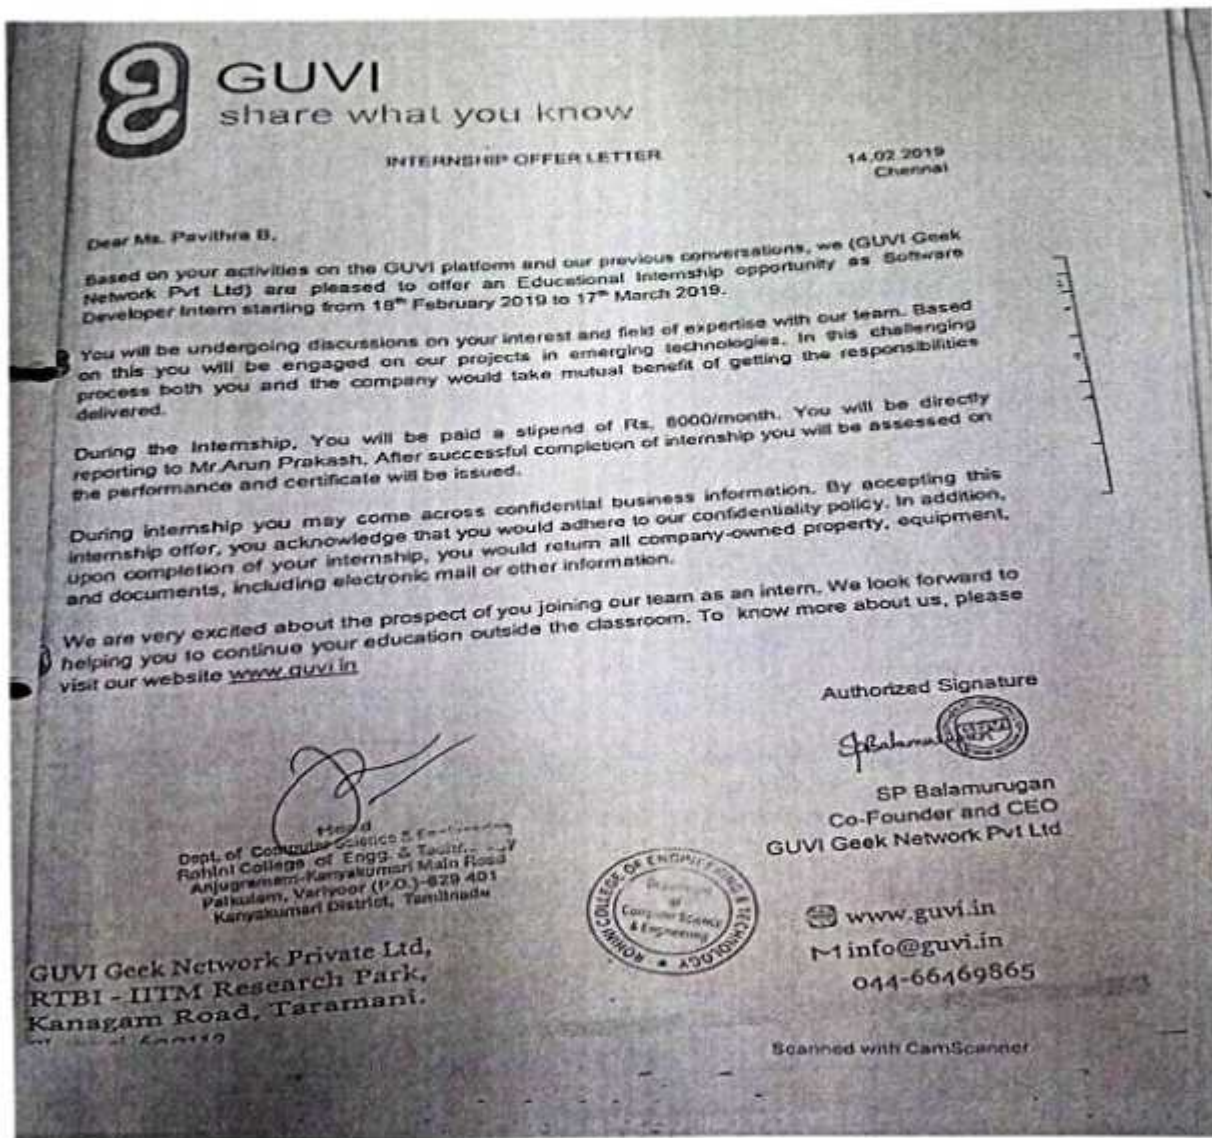 GUVI
share what you know
INTERNSHIP OFFER LETTER
14.02.2019
Chennai
Dear Ms. Pavithra B,
Based on your activities on the GUVI platform and our previous conversations, we (GUVI Geek
Network Pvt Ltd) are pleased to offer an Educational Internship opportunity as Software
Developer Intern starting from 18th February 2019 to 17th March 2019.
You will be undergoing discussions on your interest and field of expertise with our team. Based
on this you will be engaged on our projects in emerging technologies. In this challenging
process both you and the company would take mutual benefit of getting the responsibilities
delivered.
During the Internship, You will be paid a stipend of Rs. /month. You will be directly
reporting to Mr.Arun Prakash. After successful completion of internship you will be assessed on
the performance and certificate will be issued.
During internship you may come across confidential business information. By accepting this
internship offer, you acknowledge that you would adhere to our confidentiality policy. In addition,
upon completion of your internship, you would return all company-owned property, equipment,
and documents, including electronic mail or other information.
We are very excited about the prospect of you joining our team as an intern. We look forward to
helping you to continue your education outside the classroom. To know more about us, please
visit our website www.guvi.in
Authorized Signature
SP Balamurugan
Co-Founder and CEO
GUVI Geek Network Pvt Ltd
Head
Dept. of Computer Science &
Rohini College of Engg. &
Anjugramam-Kanyakumari Main Road
Palkulam, Variyoor (P.O.)-629 401
Kanyakumari District, Tamilnadu
ROHINI COLLEGE OF ENGINEERING & TECHNOLOGY
of
Computer Science
& Engineering
www.guvi.in
info@guvi.in
044-66469865
GUVI Geek Network Private Ltd,
RTBI - IITM Research Park,
Kanagam Road, Taramani.
Scanned with CamScanner